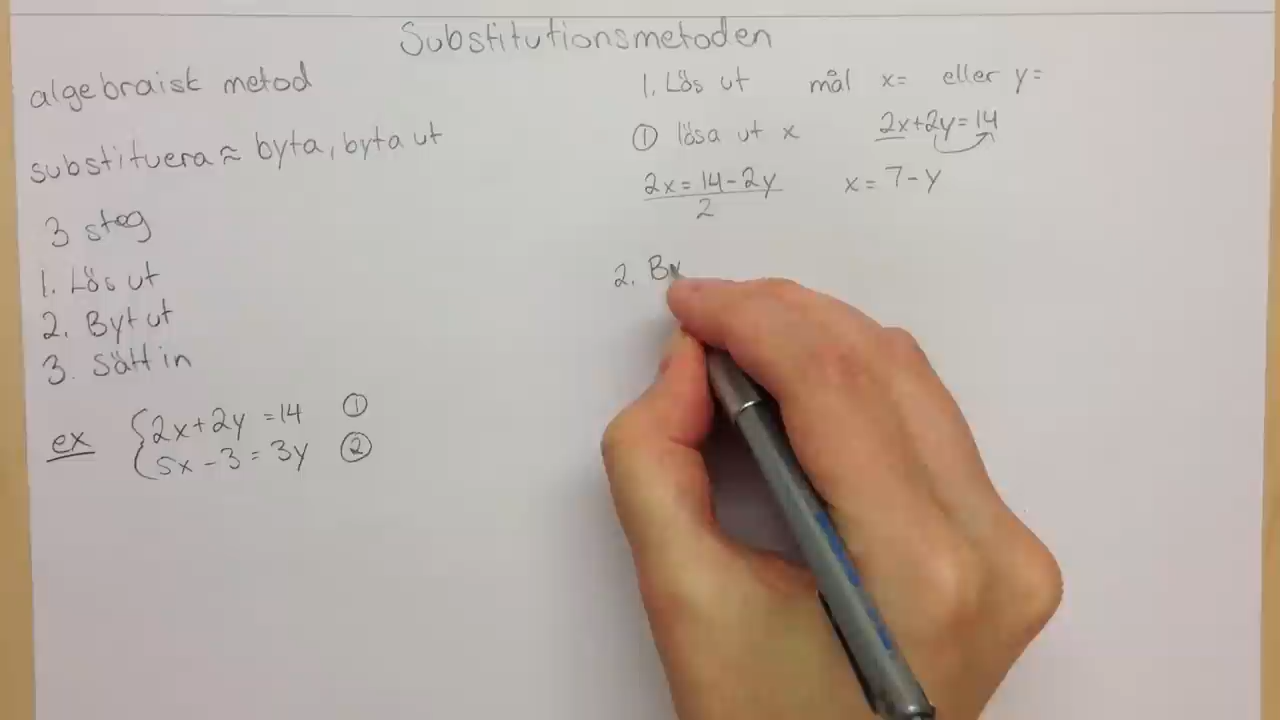 Substitutionsmetoden
algebraisk metod
substituera ≈ byta, byta ut
3 steg
1. Lös ut
2. Byt ut
3. Sätt in
ex { 2x+2y =14 ①
5x - 3 = 3y ②
1. Lös ut mål x= eller y=
① lösa ut x 2x+2y=14
2x = 14 - 2y x = 7 - y
2
2. By